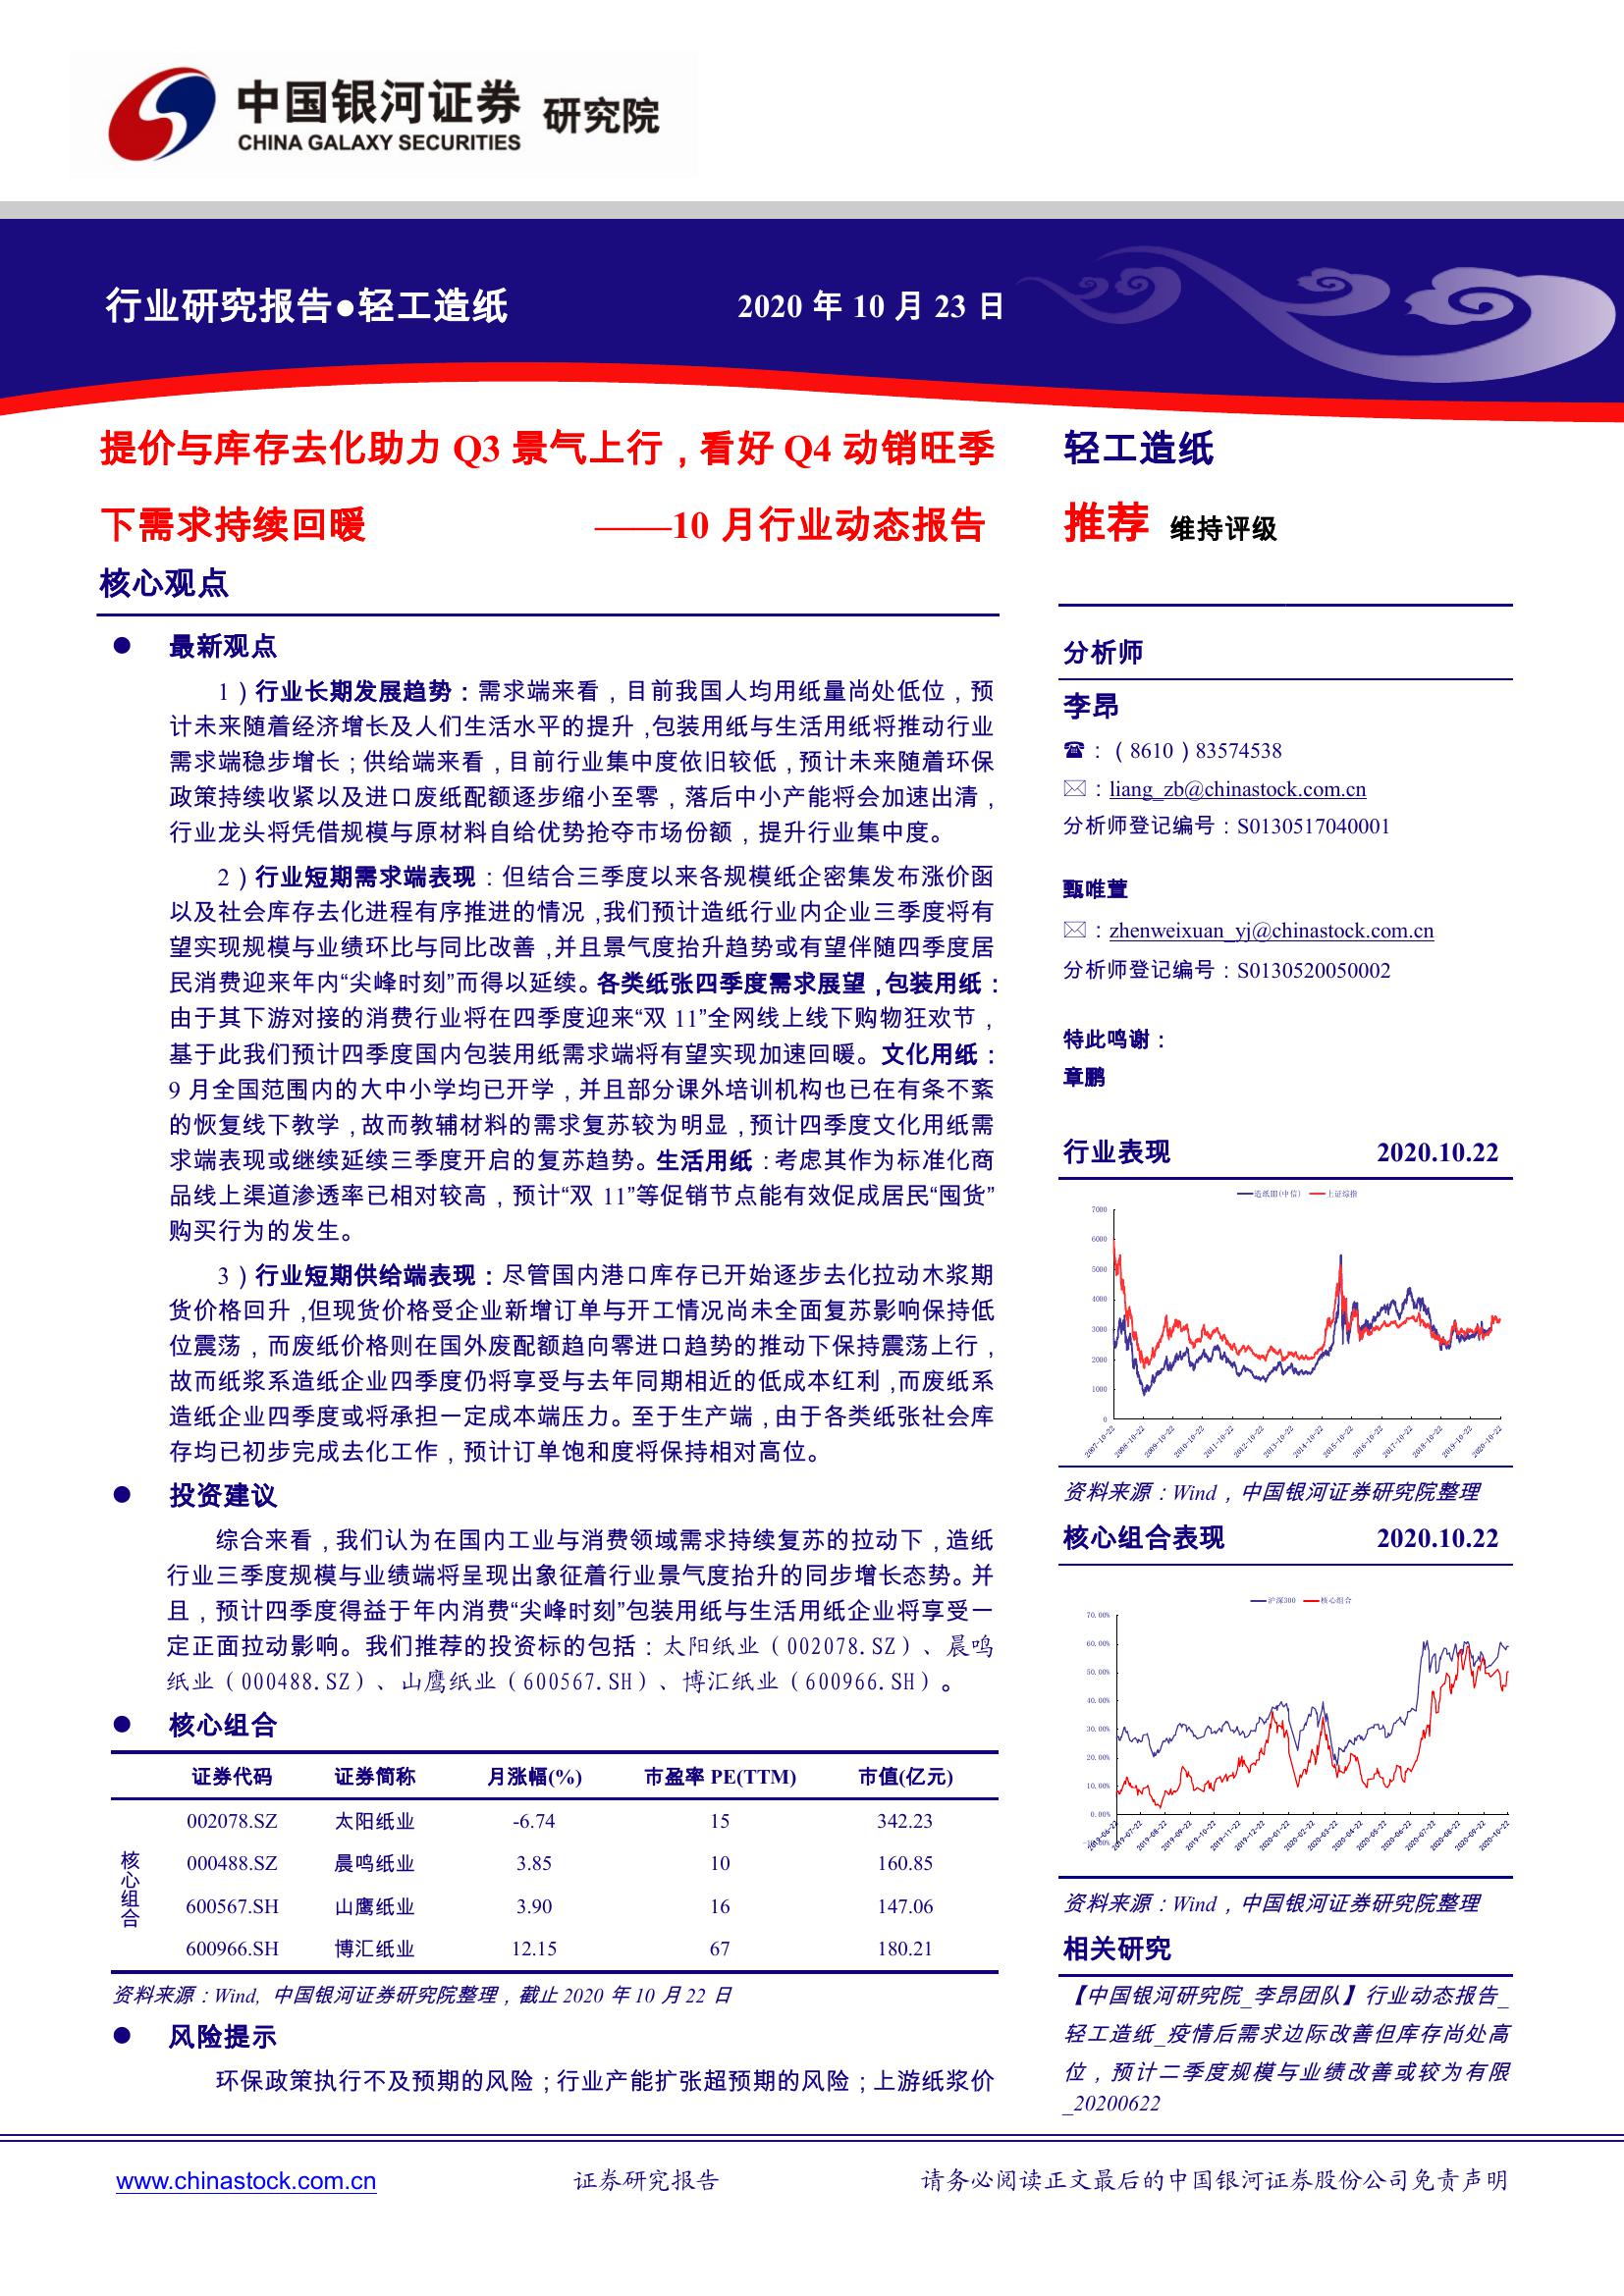 中国银河证券 研究院
CHINA GALAXY SECURITIES
行业研究报告●轻工造纸 2020 年 10 月 23 日
提价与库存去化助力 Q3 景气上行，看好 Q4 动销旺季
下需求持续回暖 ——10 月行业动态报告
核心观点
● 最新观点
1）行业长期发展趋势：需求端来看，目前我国人均用纸量尚处低位，预
计未来随着经济增长及人们生活水平的提升，包装用纸与生活用纸将推动行业
需求端稳步增长；供给端来看，目前行业集中度依旧较低，预计未来随着环保
政策持续收紧以及进口废纸配额逐步缩小至零，落后中小产能将会加速出清，
行业龙头将凭借规模与原材料自给优势抢夺市场份额，提升行业集中度。
2）行业短期需求端表现：但结合三季度以来各规模纸企密集发布涨价函
以及社会库存去化进程有序推进的情况，我们预计造纸行业内企业三季度将有
望实现规模与业绩环比与同比改善，并且景气度抬升趋势或有望伴随四季度居
民消费迎来年内“尖峰时刻”而得以延续。各类纸张四季度需求展望，包装用纸：
由于其下游对接的消费行业将在四季度迎来“双 11”全网线上线下购物狂欢节，
基于此我们预计四季度国内包装用纸需求端将有望实现加速回暖。文化用纸：
9 月全国范围内的大中小学均已开学，并且部分课外培训机构也已在有条不紊
的恢复线下教学，故而教辅材料的需求复苏较为明显，预计四季度文化用纸需
求端表现或继续延续三季度开启的复苏趋势。生活用纸：考虑其作为标准化商
品线上渠道渗透率已相对较高，预计“双 11”等促销节点能有效促成居民“囤货”
购买行为的发生。
3）行业短期供给端表现：尽管国内港口库存已开始逐步去化拉动木浆期
货价格回升，但现货价格受企业新增订单与开工情况尚未全面复苏影响保持低
位震荡，而废纸价格则在国外废配额趋向零进口趋势的推动下保持震荡上行，
故而纸浆系造纸企业四季度仍将享受与去年同期相近的低成本红利，而废纸系
造纸企业四季度或将承担一定成本端压力。至于生产端，由于各类纸张社会库
存均已初步完成去化工作，预计订单饱和度将保持相对高位。
● 投资建议
综合来看，我们认为在国内工业与消费领域需求持续复苏的拉动下，造纸
行业三季度规模与业绩端将呈现出象征着行业景气度抬升的同步增长态势。并
且，预计四季度得益于年内消费“尖峰时刻”包装用纸与生活用纸企业将享受一
定正面拉动影响。我们推荐的投资标的包括：太阳纸业（002078.SZ）、晨鸣
纸业（000488.SZ）、山鹰纸业（600567.SH）、博汇纸业（600966.SH）。
● 核心组合
证券代码 证券简称 月涨幅(%) 市盈率 PE(TTM) 市值(亿元)
核心组合
002078.SZ 太阳纸业 -6.74 15 342.23
000488.SZ 晨鸣纸业 3.85 10 160.85
600567.SH 山鹰纸业 3.90 16 147.06
600966.SH 博汇纸业 12.15 67 180.21
资料来源：Wind, 中国银河证券研究院整理，截止 2020 年 10 月 22 日
● 风险提示
环保政策执行不及预期的风险；行业产能扩张超预期的风险；上游纸浆价
轻工造纸
推荐 维持评级
分析师
李昂
☎：（8610）83574538
✉：liang_zb@chinastock.com.cn
分析师登记编号：S0130517040001
甄唯萱
✉：zhenweixuan_yj@chinastock.com.cn
分析师登记编号：S0130520050002
特此鸣谢：
章鹏
行业表现 2020.10.22
造纸Ⅲ(中信) 上证综指
7000
6000
5000
4000
3000
2000
1000
0
2007-10-22 2008-10-22 2009-10-22 2010-10-22 2011-10-22 2012-10-22 2013-10-22 2014-10-22 2015-10-22 2016-10-22 2017-10-22 2018-10-22 2019-10-22 2020-10-22
资料来源：Wind，中国银河证券研究院整理
核心组合表现 2020.10.22
沪深300 核心组合
70.00%
60.00%
50.00%
40.00%
30.00%
20.00%
10.00%
0.00%
2019-06-22 2019-07-22 2019-08-22 2019-09-22 2019-10-22 2019-11-22 2019-12-22 2020-01-22 2020-02-22 2020-03-22 2020-04-22 2020-05-22 2020-06-22 2020-07-22 2020-08-22 2020-09-22 2020-10-22
资料来源：Wind，中国银河证券研究院整理
相关研究
【中国银河研究院_李昂团队】行业动态报告_
轻工造纸_疫情后需求边际改善但库存尚处高
位，预计二季度规模与业绩改善或较为有限
_20200622
www.chinastock.com.cn 证券研究报告 请务必阅读正文最后的中国银河证券股份公司免责声明